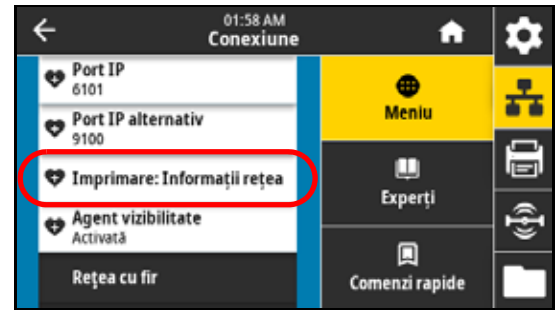 01:58 AM
Conexiune
Port IP
6101
Port IP alternativ
9100
Imprimare: Informații rețea
Agent vizibilitate
Activată
Rețea cu fir
Meniu
Experți
Comenzi rapide